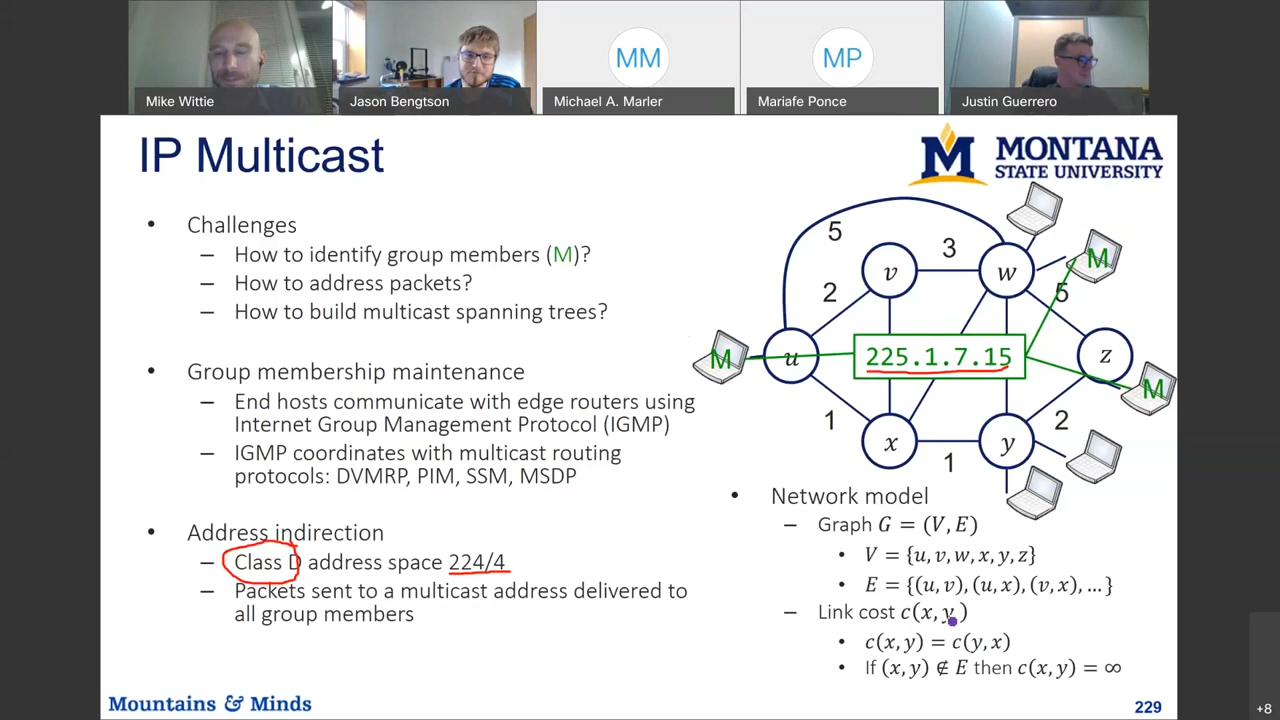 MM
MP
Mike Wittie
Jason Bengtson
Michael A. Marler
Mariafe Ponce
Justin Guerrero
IP Multicast
MONTANA
STATE UNIVERSITY
• Challenges
– How to identify group members (M)?
– How to address packets?
– How to build multicast spanning trees?
• Group membership maintenance
– End hosts communicate with edge routers using
Internet Group Management Protocol (IGMP)
– IGMP coordinates with multicast routing
protocols: DVMRP, PIM, SSM, MSDP
• Address indirection
– Class D address space 224/4
– Packets sent to a multicast address delivered to
all group members
5
3
v
w
M
2
5
M
u
225.1.7.15
z
M
1
2
x
y
1
• Network model
– Graph G = (V, E)
• V = {u, v, w, x, y, z}
• E = {(u, v), (u, x), (v, x), …}
– Link cost c(x, y)
• c(x, y) = c(y, x)
• If (x, y) ∉ E then c(x, y) = ∞
Mountains & Minds
229
+8